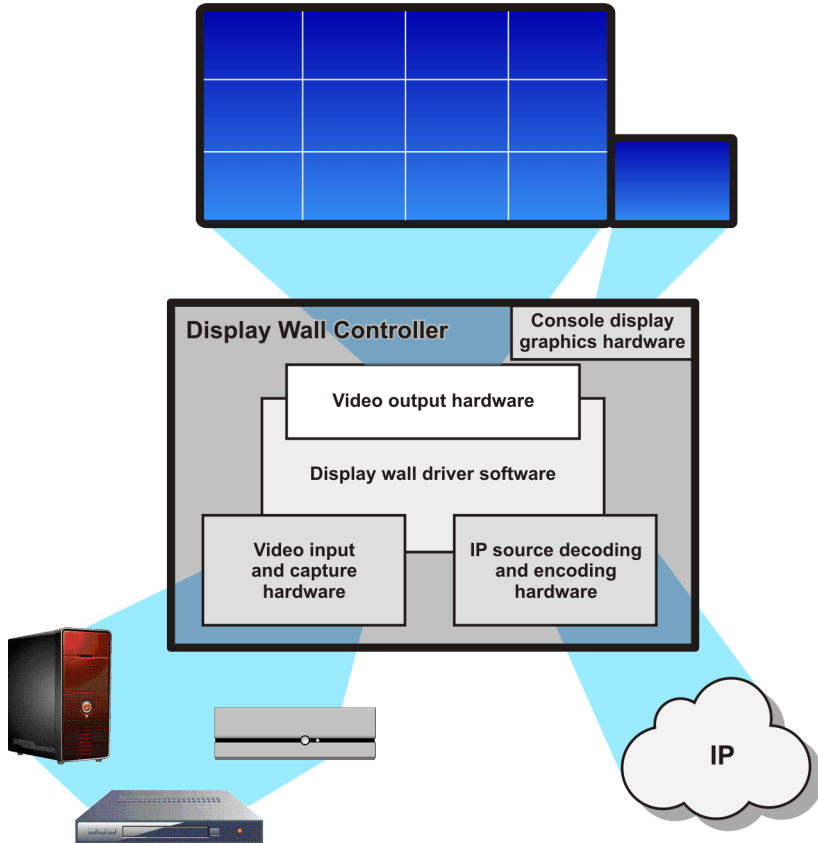 Display Wall Controller
Console display
graphics hardware
Video output hardware
Display wall driver software
Video input
and capture
hardware
IP source decoding
and encoding
hardware
IP